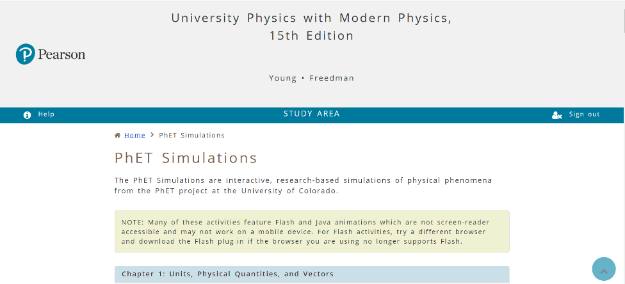 University Physics with Modern Physics,
15th Edition
Pearson
Young • Freedman
Help
STUDY AREA
Sign out
Home > PhET Simulations
PhET Simulations
The PhET Simulations are interactive, research-based simulations of physical phenomena
from the PhET project at the University of Colorado.
NOTE: Many of these activities feature Flash and Java animations which are not screen-reader
accessible and may not work on a mobile device. For Flash activities, try a different browser
and download the Flash plug-in if the browser you are using no longer supports Flash.
Chapter 1: Units, Physical Quantities, and Vectors